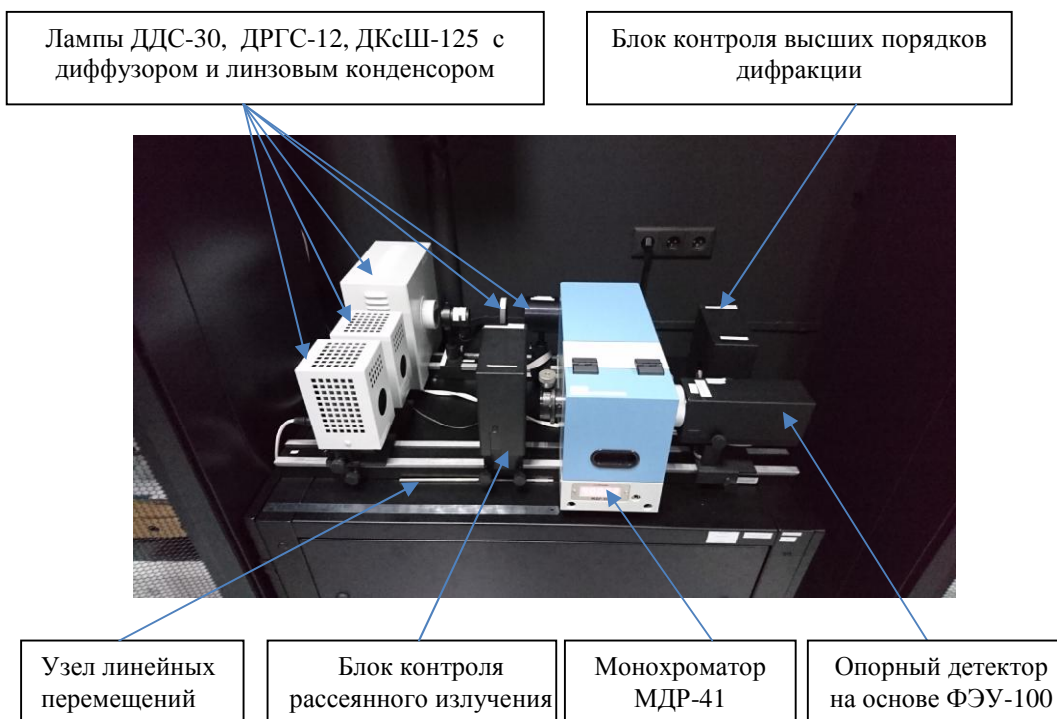 Лампы ДДС-30, ДРГС-12, ДКсШ-125 с
диффузором и линзовым конденсором
Блок контроля высших порядков
дифракции
Узел линейных
перемещений
Блок контроля
рассеянного излучения
Монохроматор
МДР-41
Опорный детектор
на основе ФЭУ-100